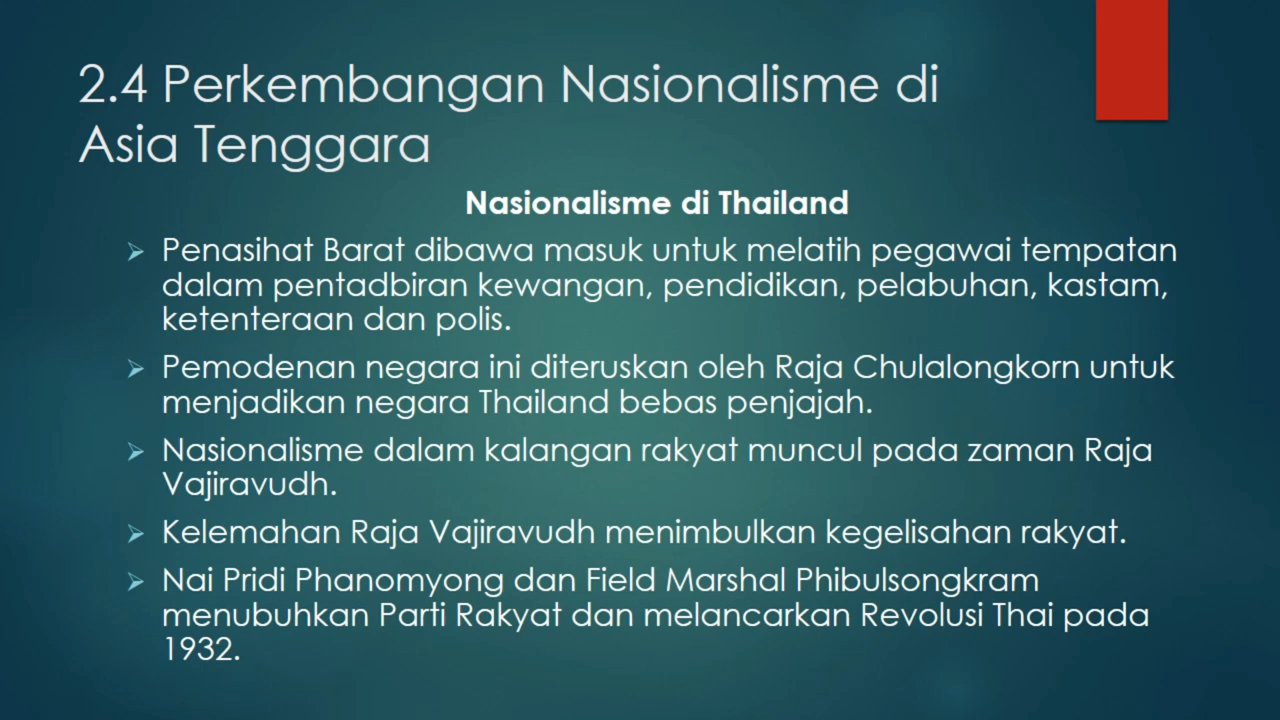 2.4 Perkembangan Nasionalisme di
Asia Tenggara
Nasionalisme di Thailand
Penasihat Barat dibawa masuk untuk melatih pegawai tempatan
dalam pentadbiran kewangan, pendidikan, pelabuhan, kastam,
ketenteraan dan polis.
Pemodenan negara ini diteruskan oleh Raja Chulalongkorn untuk
menjadikan negara Thailand bebas penjajah.
Nasionalisme dalam kalangan rakyat muncul pada zaman Raja
Vajiravudh.
Kelemahan Raja Vajiravudh menimbulkan kegelisahan rakyat.
Nai Pridi Phanomyong dan Field Marshal Phibulsongkram
menubuhkan Parti Rakyat dan melancarkan Revolusi Thai pada
1932.